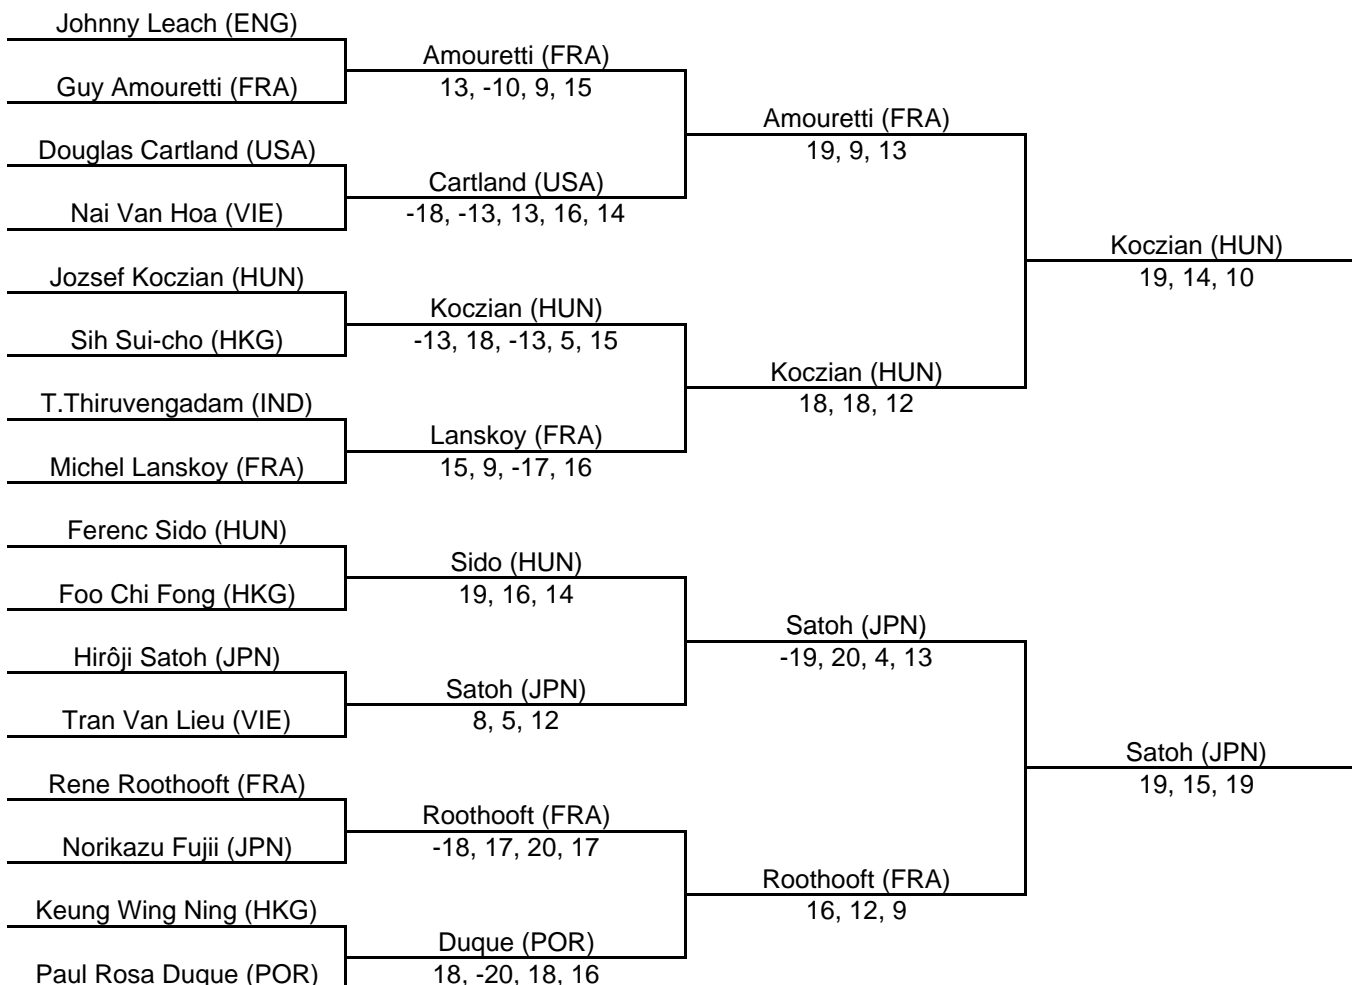 Johnny Leach (ENG)
Guy Amouretti (FRA)
Douglas Cartland (USA)
Nai Van Hoa (VIE)
Jozsef Koczian (HUN)
Sih Sui-cho (HKG)
T.Thiruvengadam (IND)
Michel Lanskoy (FRA)
Ferenc Sido (HUN)
Foo Chi Fong (HKG)
Hirôji Satoh (JPN)
Tran Van Lieu (VIE)
Rene Roothooft (FRA)
Norikazu Fujii (JPN)
Keung Wing Ning (HKG)
Paul Rosa Duque (POR)
Amouretti (FRA)
13, -10, 9, 15
Cartland (USA)
-18, -13, 13, 16, 14
Koczian (HUN)
-13, 18, -13, 5, 15
Lanskoy (FRA)
15, 9, -17, 16
Sido (HUN)
19, 16, 14
Satoh (JPN)
8, 5, 12
Roothooft (FRA)
-18, 17, 20, 17
Duque (POR)
18, -20, 18, 16
Amouretti (FRA)
19, 9, 13
Koczian (HUN)
18, 18, 12
Satoh (JPN)
-19, 20, 4, 13
Roothooft (FRA)
16, 12, 9
Koczian (HUN)
19, 14, 10
Satoh (JPN)
19, 15, 19